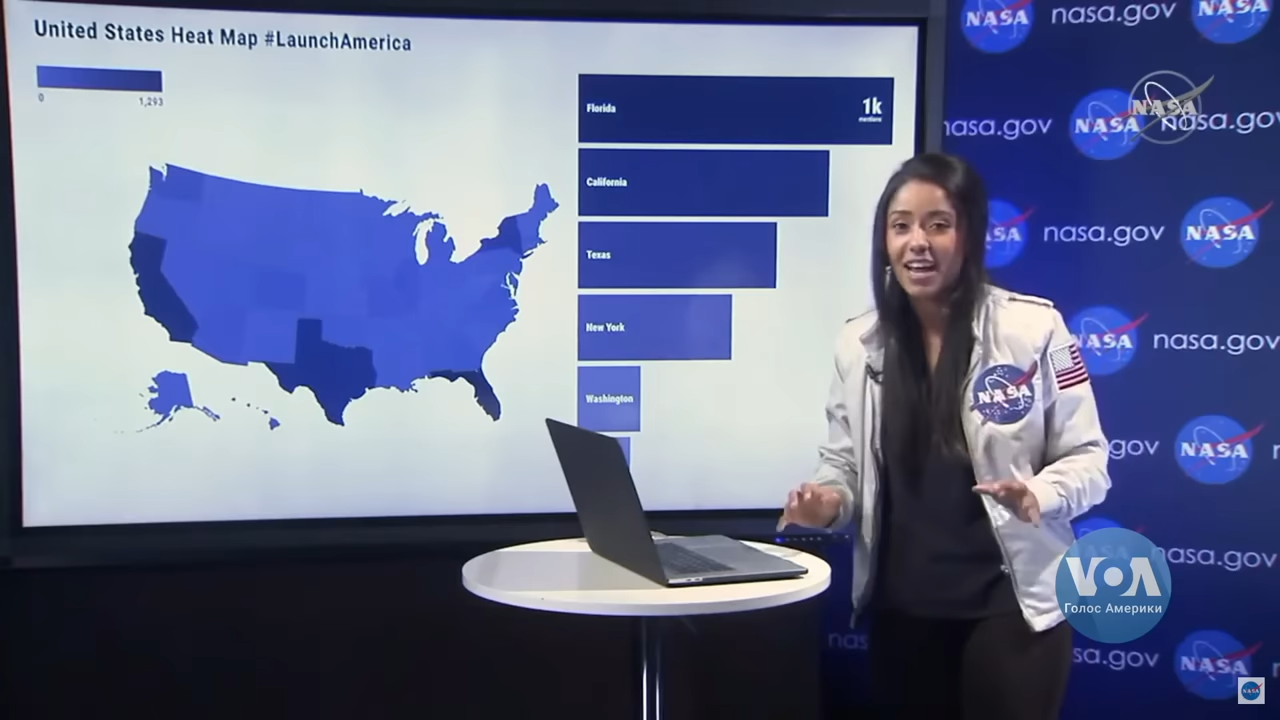 United States Heat Map #LaunchAmerica
0 1,293
Florida
1k
mentions
California
Texas
New York
Washington
NASA nasa.gov NASA
nasa.gov NASA nasa.gov
NASA
NASA nasa.gov NASA
NASA nasa.gov
NASA
gov NASA
nasa.gov
VOA
Голос Америки
nas
sa.gov NASA
NASA